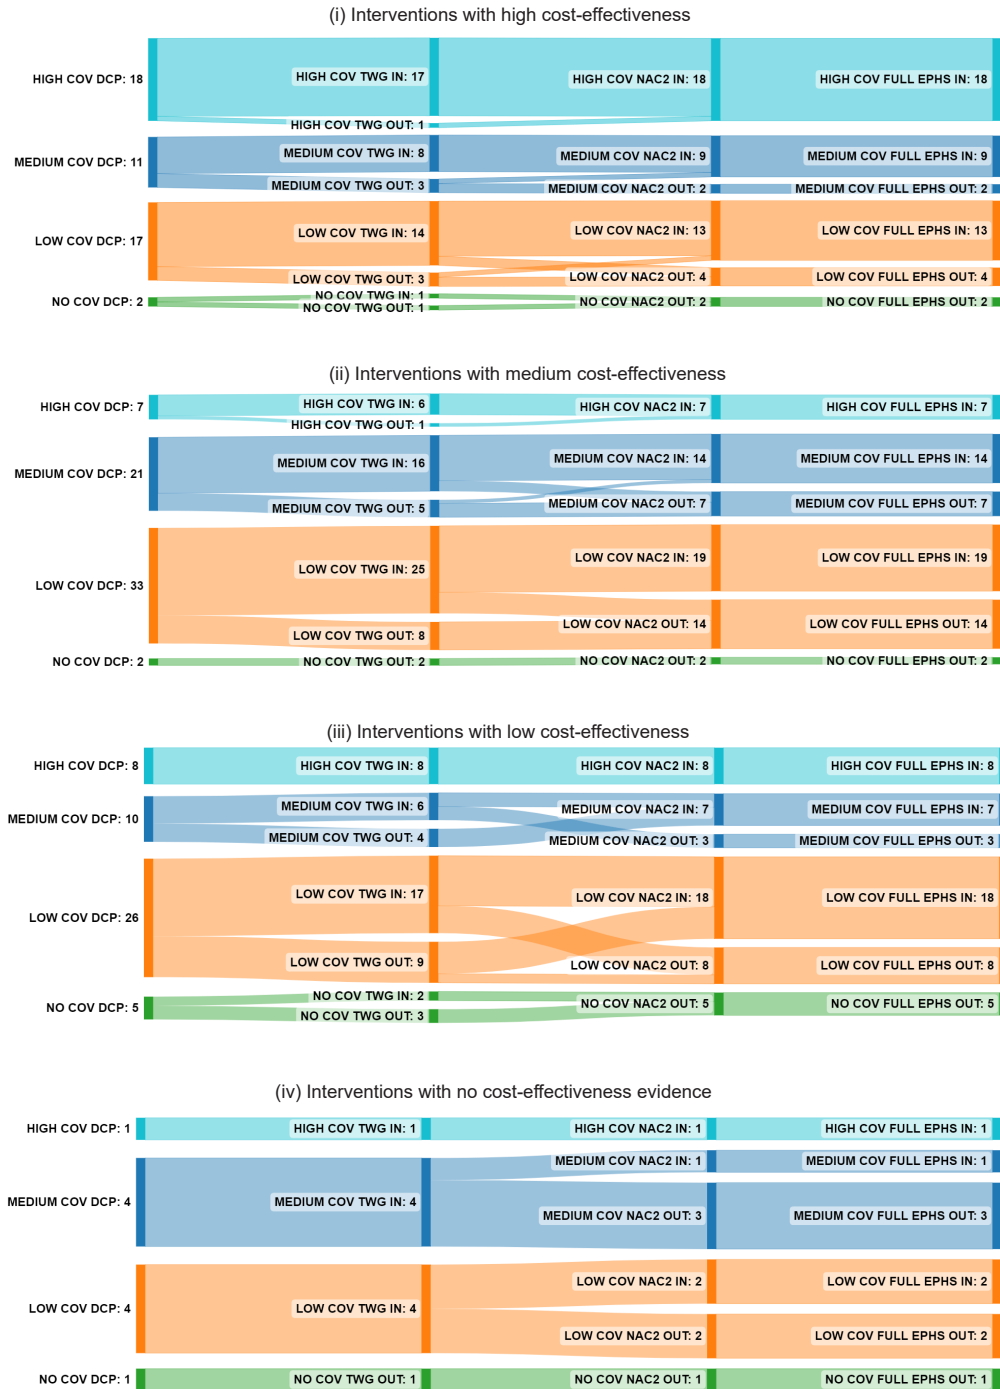 (i) Interventions with high cost-effectiveness
HIGH COV DCP: 18
HIGH COV TWG IN: 17
HIGH COV NAC2 IN: 18
HIGH COV FULL EPHS IN: 18
HIGH COV TWG OUT: 1
MEDIUM COV DCP: 11
MEDIUM COV TWG IN: 8
MEDIUM COV NAC2 IN: 9
MEDIUM COV FULL EPHS IN: 9
MEDIUM COV TWG OUT: 3
MEDIUM COV NAC2 OUT: 2
MEDIUM COV FULL EPHS OUT: 2
LOW COV DCP: 17
LOW COV TWG IN: 14
LOW COV NAC2 IN: 13
LOW COV FULL EPHS IN: 13
LOW COV TWG OUT: 3
LOW COV NAC2 OUT: 4
LOW COV FULL EPHS OUT: 4
NO COV DCP: 2
NO COV TWG IN: 1
NO COV TWG OUT: 1
NO COV NAC2 OUT: 2
NO COV FULL EPHS OUT: 2
(ii) Interventions with medium cost-effectiveness
HIGH COV DCP: 7
HIGH COV TWG IN: 6
HIGH COV NAC2 IN: 7
HIGH COV FULL EPHS IN: 7
HIGH COV TWG OUT: 1
MEDIUM COV DCP: 21
MEDIUM COV TWG IN: 16
MEDIUM COV NAC2 IN: 14
MEDIUM COV FULL EPHS IN: 14
MEDIUM COV TWG OUT: 5
MEDIUM COV NAC2 OUT: 7
MEDIUM COV FULL EPHS OUT: 7
LOW COV DCP: 33
LOW COV TWG IN: 25
LOW COV NAC2 IN: 19
LOW COV FULL EPHS IN: 19
LOW COV TWG OUT: 8
LOW COV NAC2 OUT: 14
LOW COV FULL EPHS OUT: 14
NO COV DCP: 2
NO COV TWG OUT: 2
NO COV NAC2 OUT: 2
NO COV FULL EPHS OUT: 2
(iii) Interventions with low cost-effectiveness
HIGH COV DCP: 8
HIGH COV TWG IN: 8
HIGH COV NAC2 IN: 8
HIGH COV FULL EPHS IN: 8
MEDIUM COV DCP: 10
MEDIUM COV TWG IN: 6
MEDIUM COV NAC2 IN: 7
MEDIUM COV FULL EPHS IN: 7
MEDIUM COV TWG OUT: 4
MEDIUM COV NAC2 OUT: 3
MEDIUM COV FULL EPHS OUT: 3
LOW COV DCP: 26
LOW COV TWG IN: 17
LOW COV NAC2 IN: 18
LOW COV FULL EPHS IN: 18
LOW COV TWG OUT: 9
LOW COV NAC2 OUT: 8
LOW COV FULL EPHS OUT: 8
NO COV DCP: 5
NO COV TWG IN: 2
NO COV TWG OUT: 3
NO COV NAC2 OUT: 5
NO COV FULL EPHS OUT: 5
(iv) Interventions with no cost-effectiveness evidence
HIGH COV DCP: 1
HIGH COV TWG IN: 1
HIGH COV NAC2 IN: 1
HIGH COV FULL EPHS IN: 1
MEDIUM COV DCP: 4
MEDIUM COV TWG IN: 4
MEDIUM COV NAC2 IN: 1
MEDIUM COV FULL EPHS IN: 1
MEDIUM COV NAC2 OUT: 3
MEDIUM COV FULL EPHS OUT: 3
LOW COV DCP: 4
LOW COV TWG IN: 4
LOW COV NAC2 IN: 2
LOW COV FULL EPHS IN: 2
LOW COV NAC2 OUT: 2
LOW COV FULL EPHS OUT: 2
NO COV DCP: 1
NO COV TWG OUT: 1
NO COV NAC2 OUT: 1
NO COV FULL EPHS OUT: 1